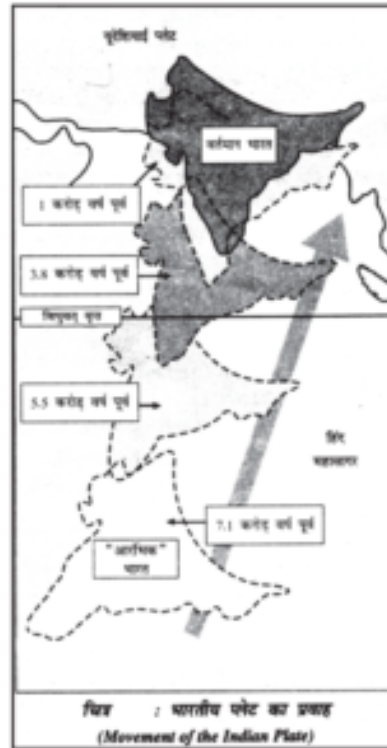 यूरेशियाई प्लेट
वर्तमान भारत
1 करोड़ वर्ष पूर्व
3.8 करोड़ वर्ष पूर्व
विषुवत् वृत्त
5.5 करोड़ वर्ष पूर्व
हिंद
महासागर
7.1 करोड़ वर्ष पूर्व
"आरंभिक"
भारत
चित्र : भारतीय प्लेट का प्रवाह
(Movement of the Indian Plate)